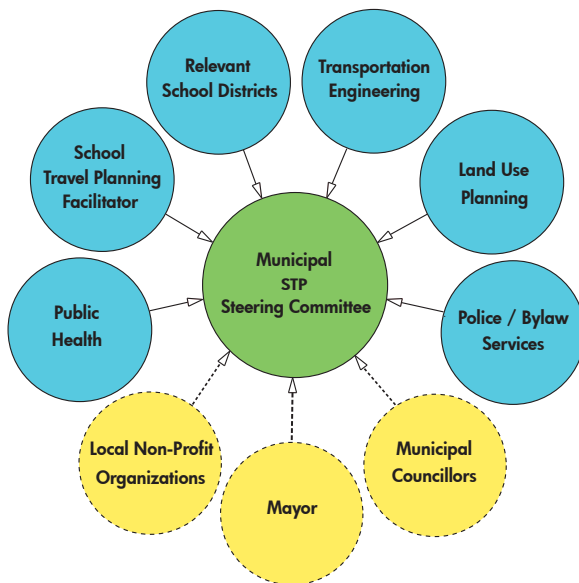 Relevant
School Districts
Transportation
Engineering
School
Travel Planning
Facilitator
Land Use
Planning
Municipal
STP
Steering Committee
Public
Health
Police / Bylaw
Services
Local Non-Profit
Organizations
Mayor
Municipal
Councillors